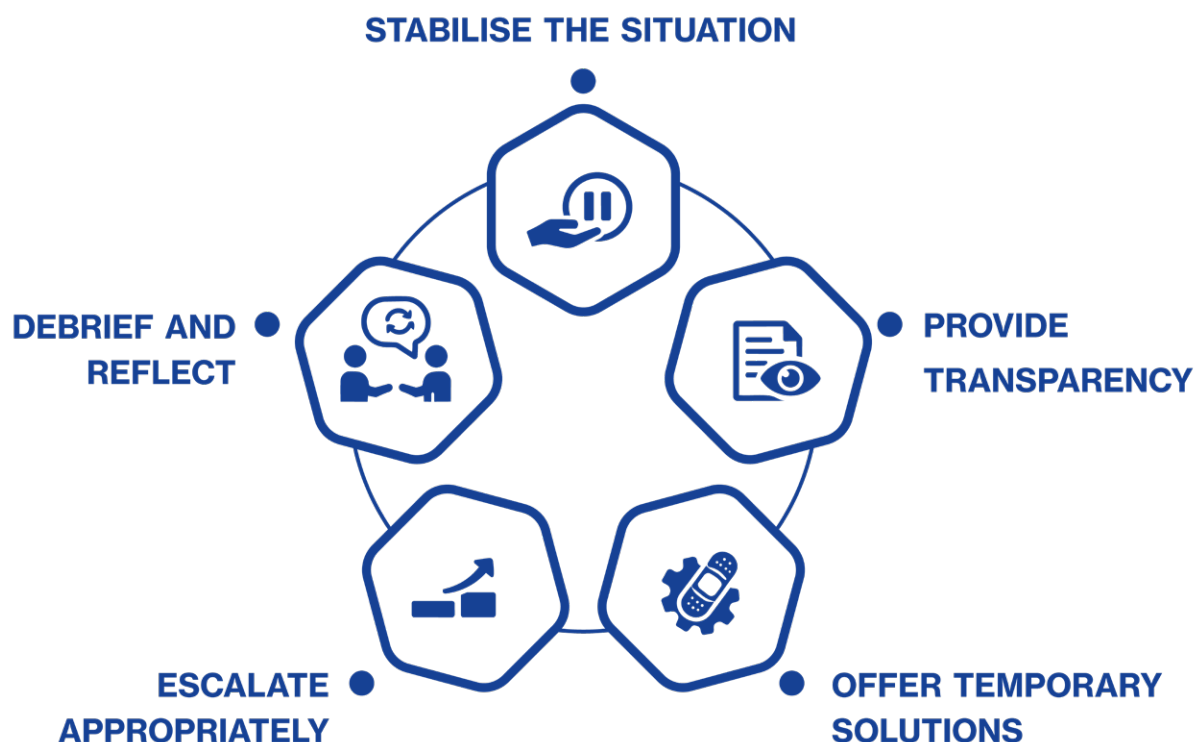 STABILISE THE SITUATION
PROVIDE
TRANSPARENCY
OFFER TEMPORARY
SOLUTIONS
ESCALATE
APPROPRIATELY
DEBRIEF AND
REFLECT